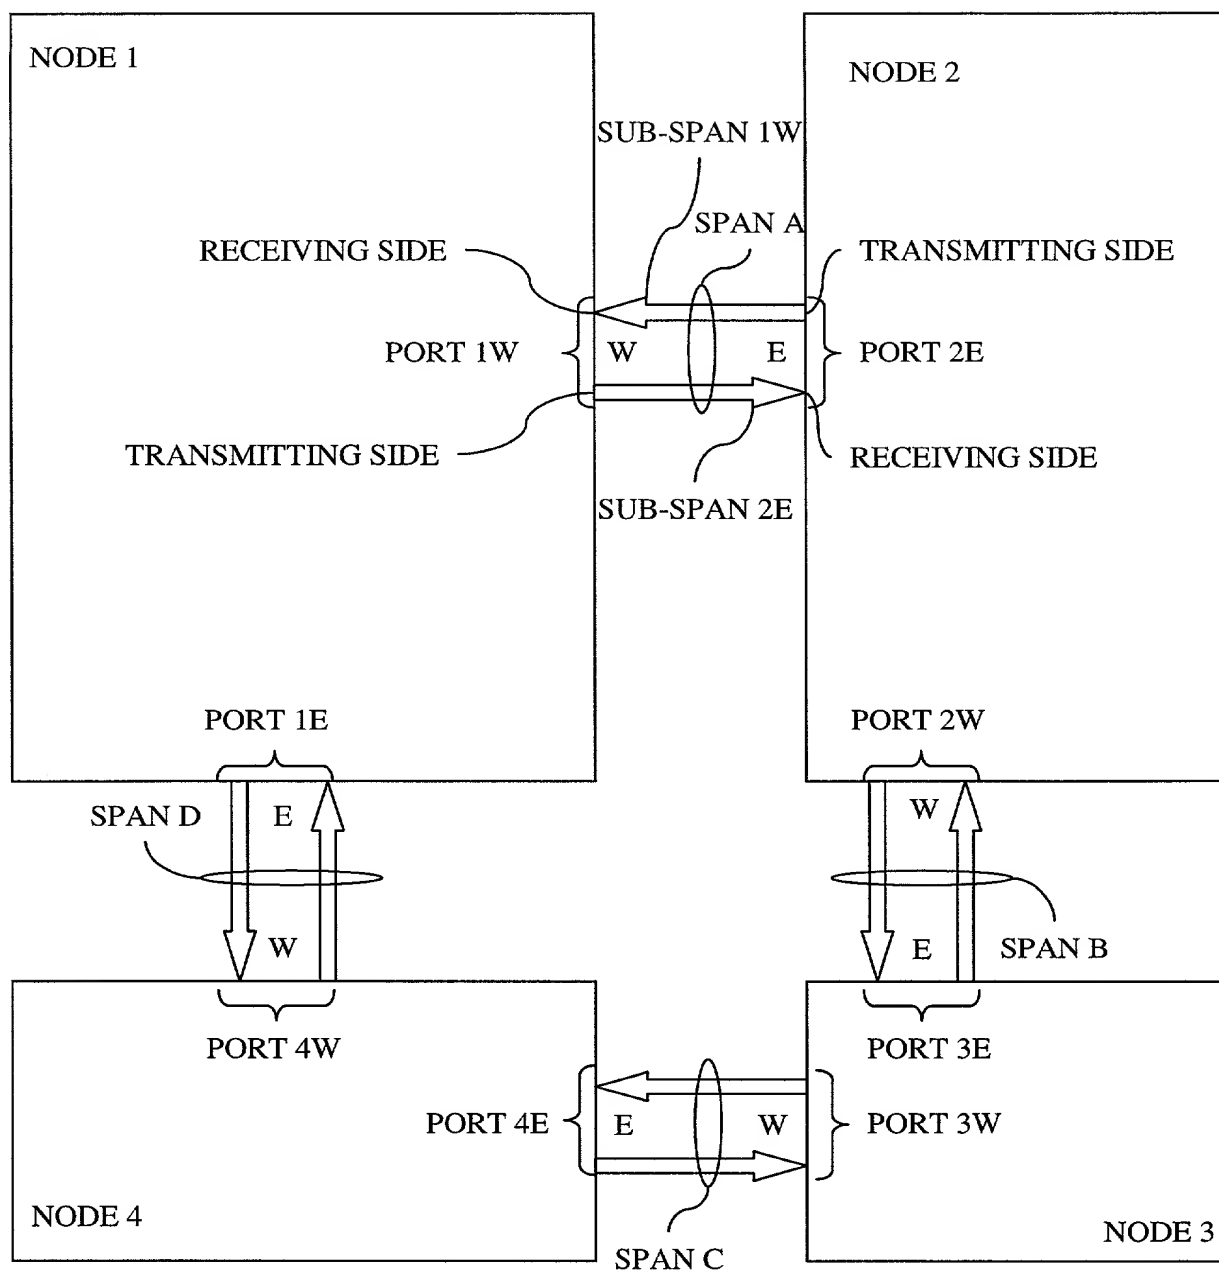 NODE 1
NODE 2
SUB-SPAN 1W
SPAN A
RECEIVING SIDE
TRANSMITTING SIDE
PORT 1W
W
E
PORT 2E
TRANSMITTING SIDE
RECEIVING SIDE
SUB-SPAN 2E
PORT 1E
PORT 2W
SPAN D
E
W
W
E
SPAN B
PORT 4W
PORT 3E
PORT 4E
E
W
PORT 3W
NODE 4
NODE 3
SPAN C